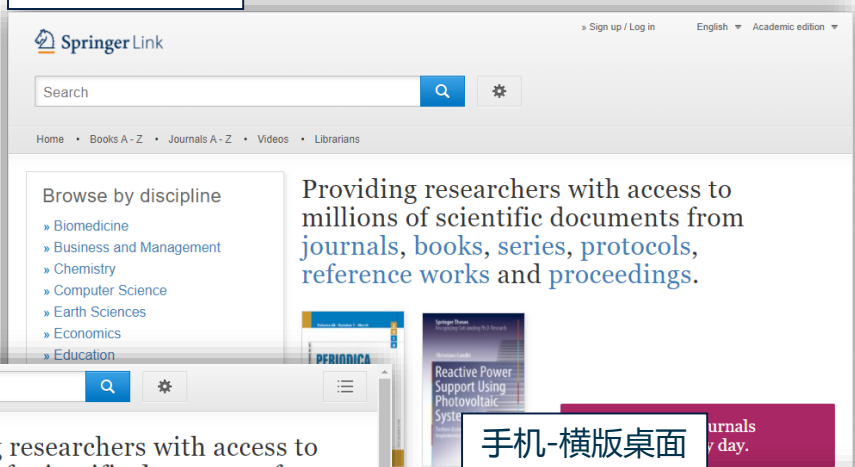 Springer Link
» Sign up / Log in English Academic edition
Search
Home • Books A - Z • Journals A - Z • Videos • Librarians
Browse by discipline
» Biomedicine
» Business and Management
» Chemistry
» Computer Science
» Earth Sciences
» Economics
» Education
Providing researchers with access to
millions of scientific documents from
journals, books, series, protocols,
reference works and proceedings.
PERIODICA
Springer Theses
Reactive Power
Support Using
Photovoltaic
researchers with access to
手机-横版桌面
urnals
day.